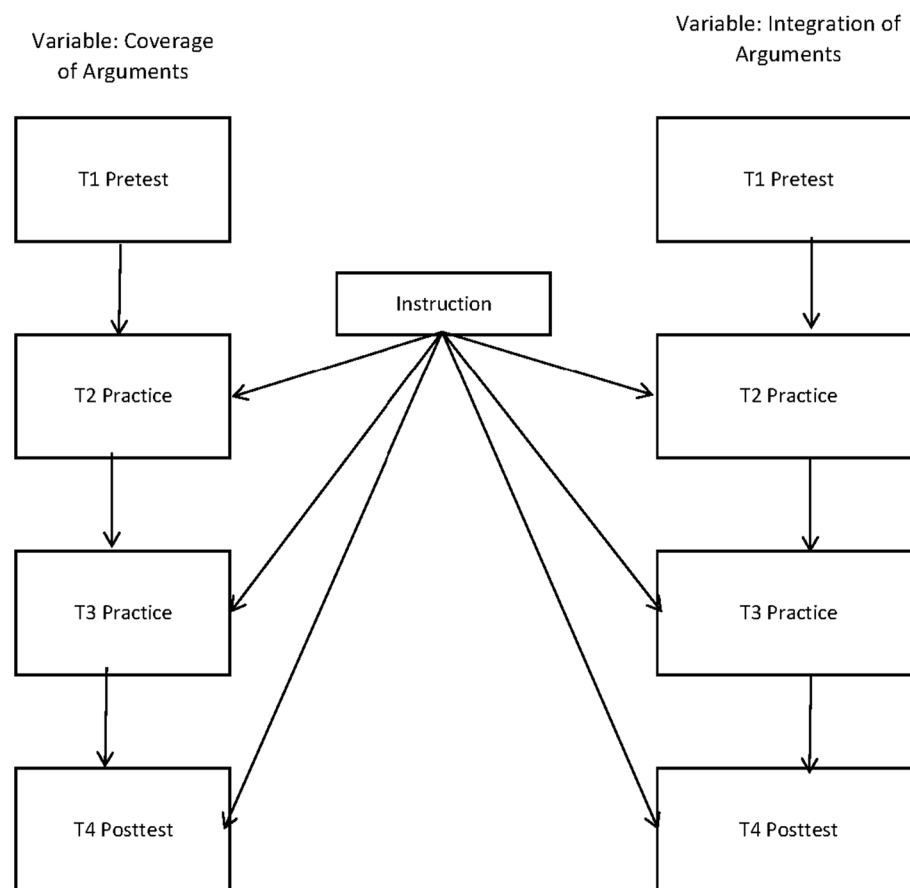 Variable: Coverage
of Arguments
Variable: Integration of
Arguments
T1 Pretest
T1 Pretest
Instruction
T2 Practice
T2 Practice
T3 Practice
T3 Practice
T4 Posttest
T4 Posttest